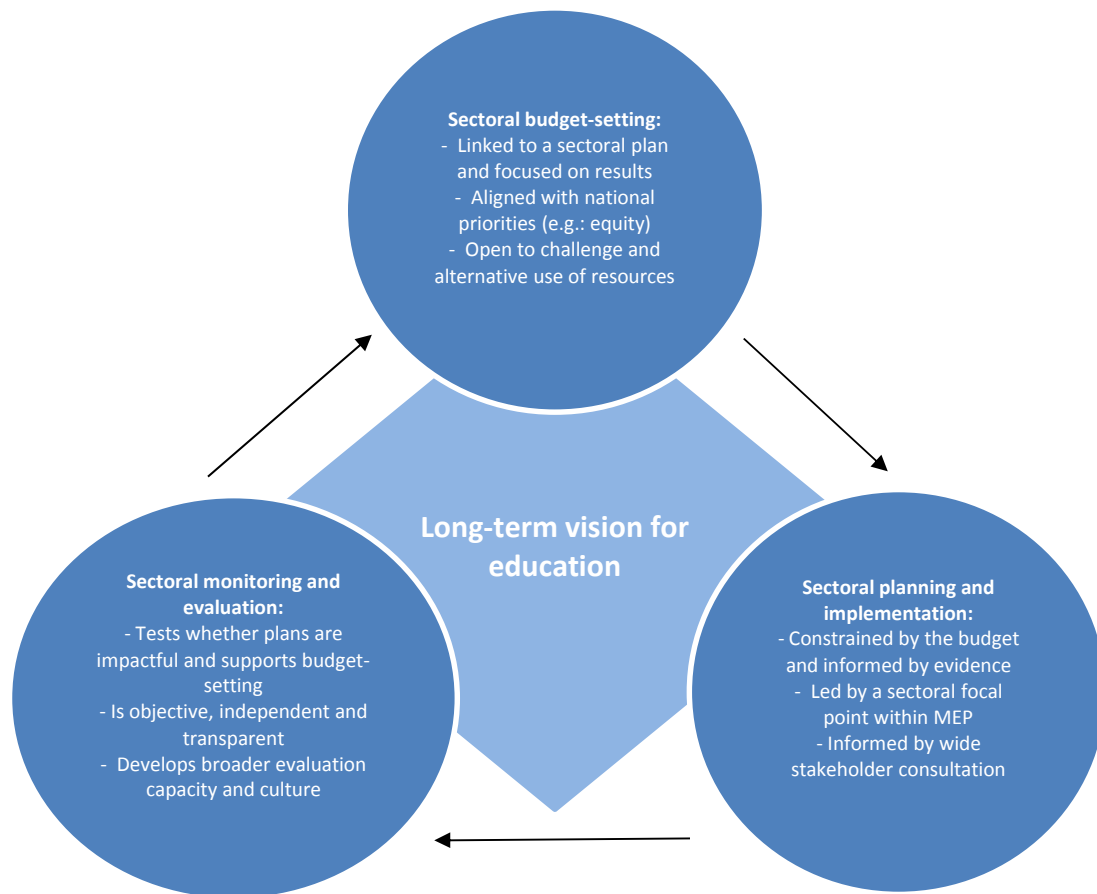 Sectoral budget-setting:
- Linked to a sectoral plan
and focused on results
- Aligned with national
priorities (e.g.: equity)
- Open to challenge and
alternative use of resources
Long-term vision for
education
Sectoral monitoring and
evaluation:
- Tests whether plans are
impactful and supports budget-
setting
- Is objective, independent and
transparent
- Develops broader evaluation
capacity and culture
Sectoral planning and
implementation:
- Constrained by the budget
and informed by evidence
- Led by a sectoral focal
point within MEP
- Informed by wide
stakeholder consultation